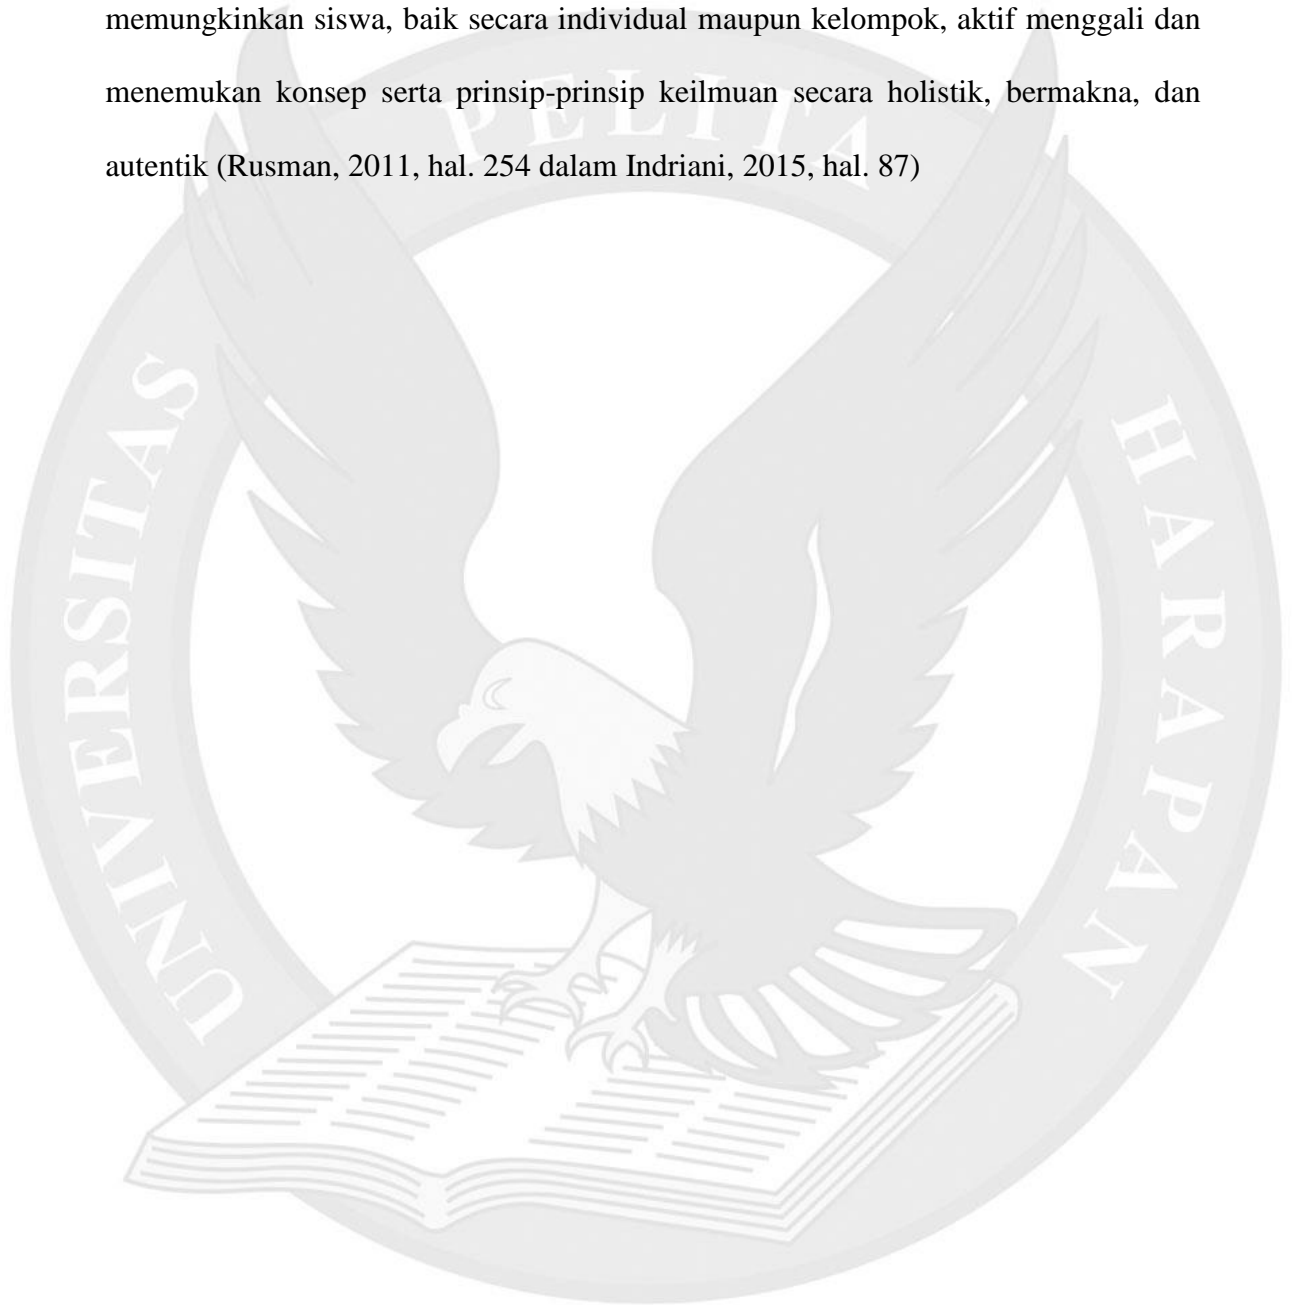 memungkinkan siswa, baik secara individual maupun kelompok, aktif menggali dan
menemukan konsep serta prinsip-prinsip keilmuan secara holistik, bermakna, dan
autentik (Rusman, 2011, hal. 254 dalam Indriani, 2015, hal. 87)
UNIVERSITAS PELITA HARAPAN